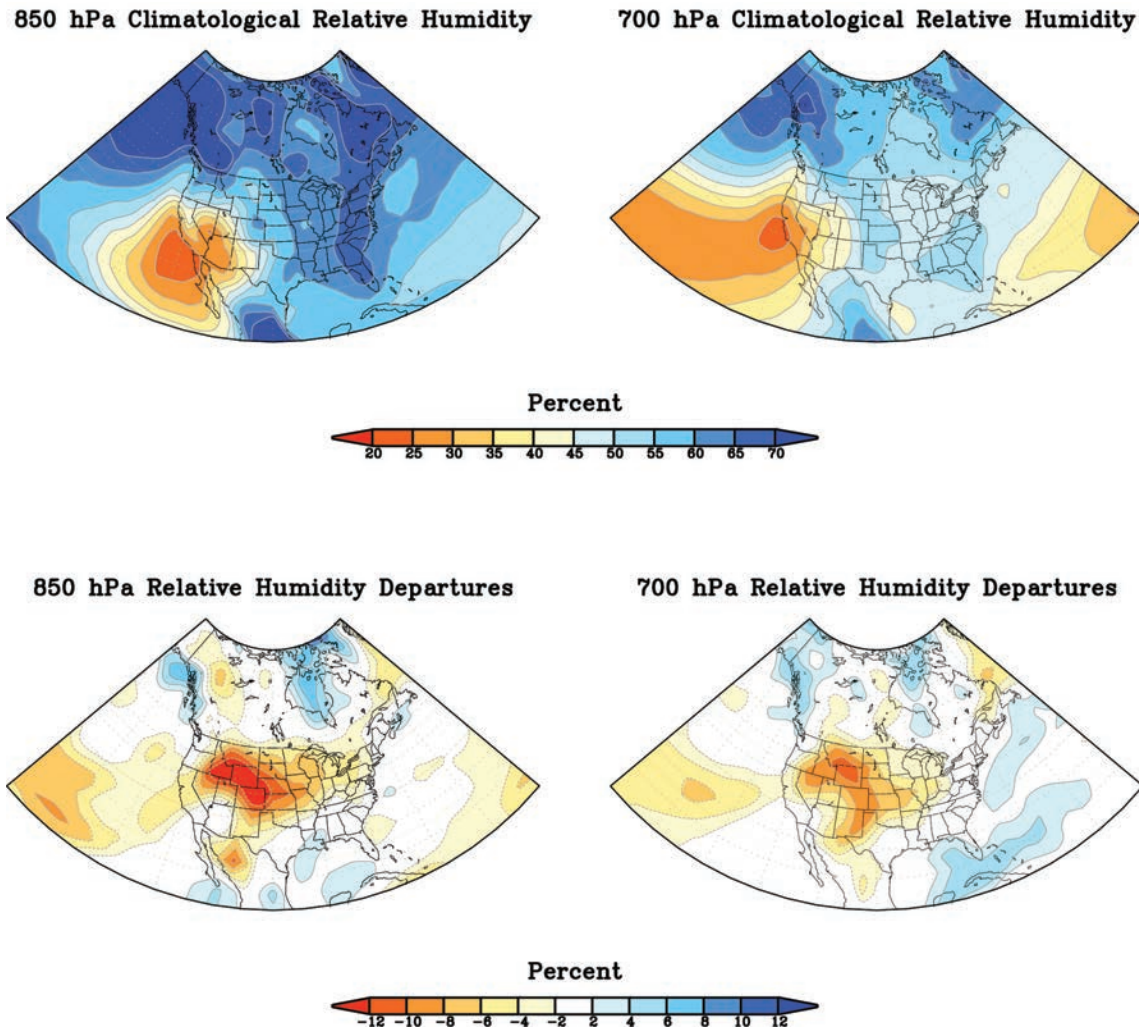 850 hPa Climatological Relative Humidity
700 hPa Climatological Relative Humidity
Percent
20 25 30 35 40 45 50 55 60 65 70
850 hPa Relative Humidity Departures
700 hPa Relative Humidity Departures
Percent
-12 -10 -8 -6 -4 -2 2 4 6 8 10 12